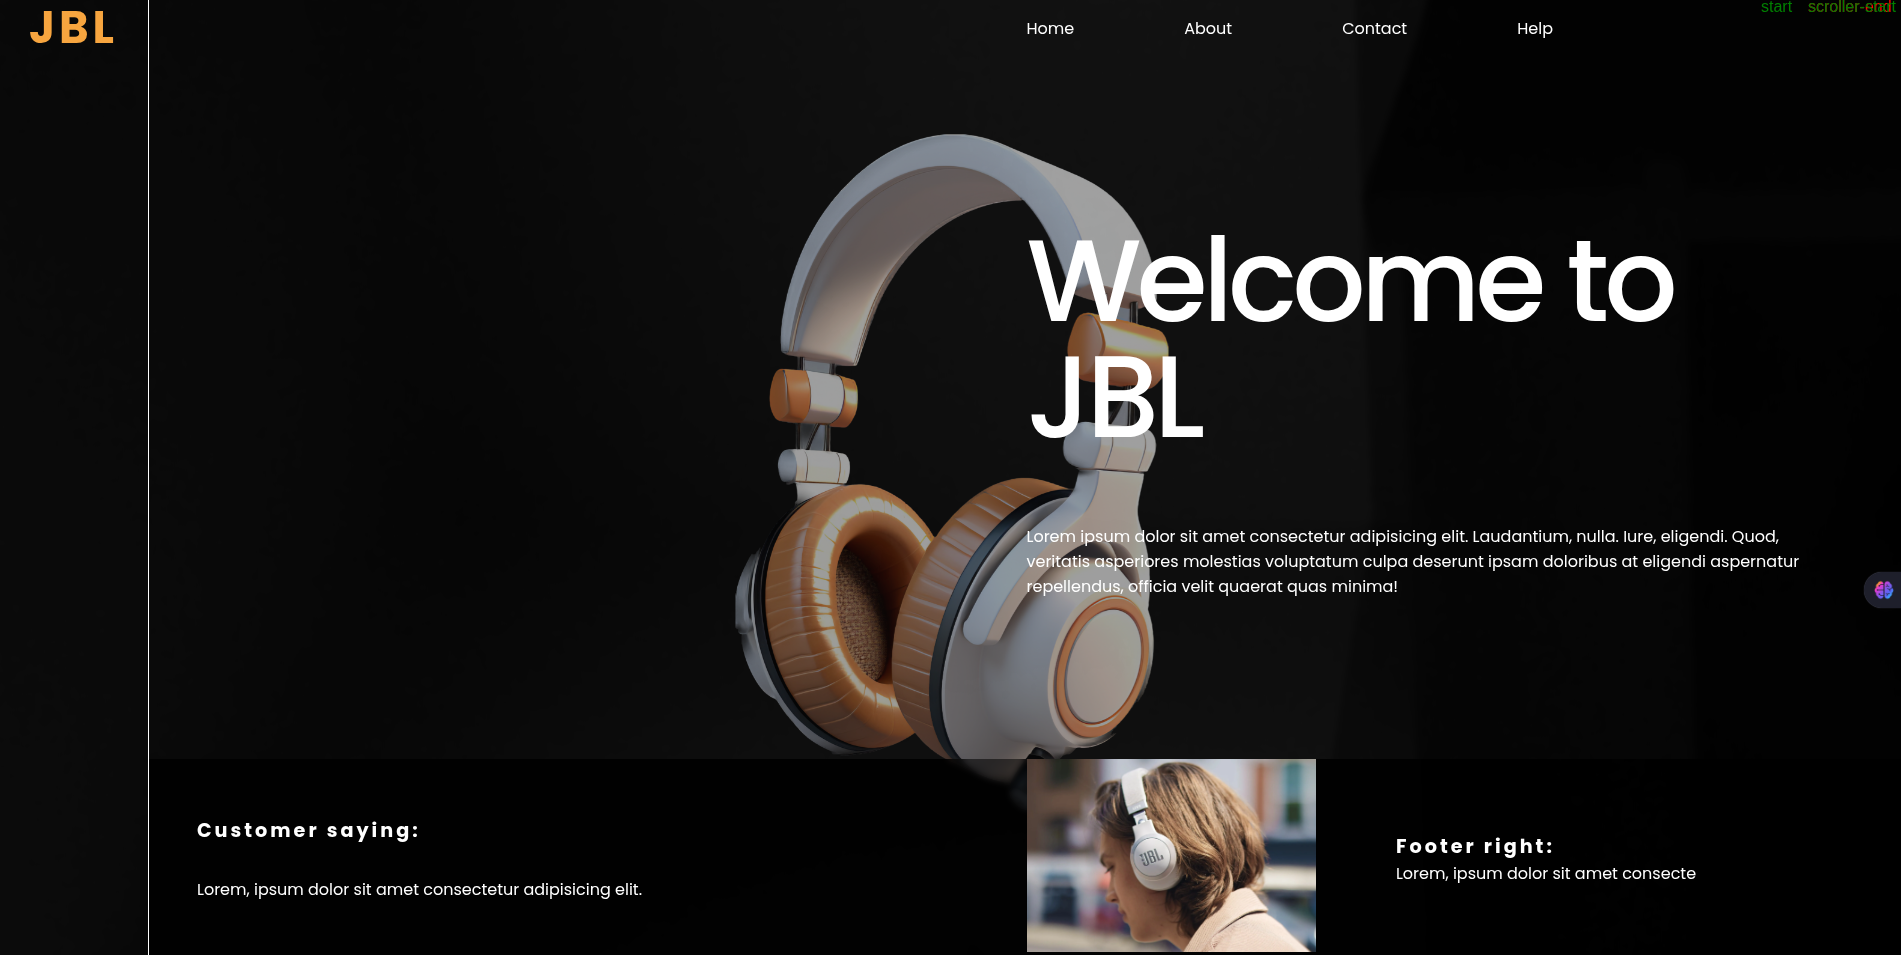 JBL
Home About Contact Help
start scroller-end
Welcome to
JBL
Lorem ipsum dolor sit amet consectetur adipisicing elit. Laudantium, nulla. Iure, eligendi. Quod,
veritatis asperiores molestias voluptatum culpa deserunt ipsam doloribus at eligendi aspernatur
repellendus, officia velit quaerat quas minima!
Customer saying:
Lorem, ipsum dolor sit amet consectetur adipisicing elit.
JBL
Footer right:
Lorem, ipsum dolor sit amet consecte